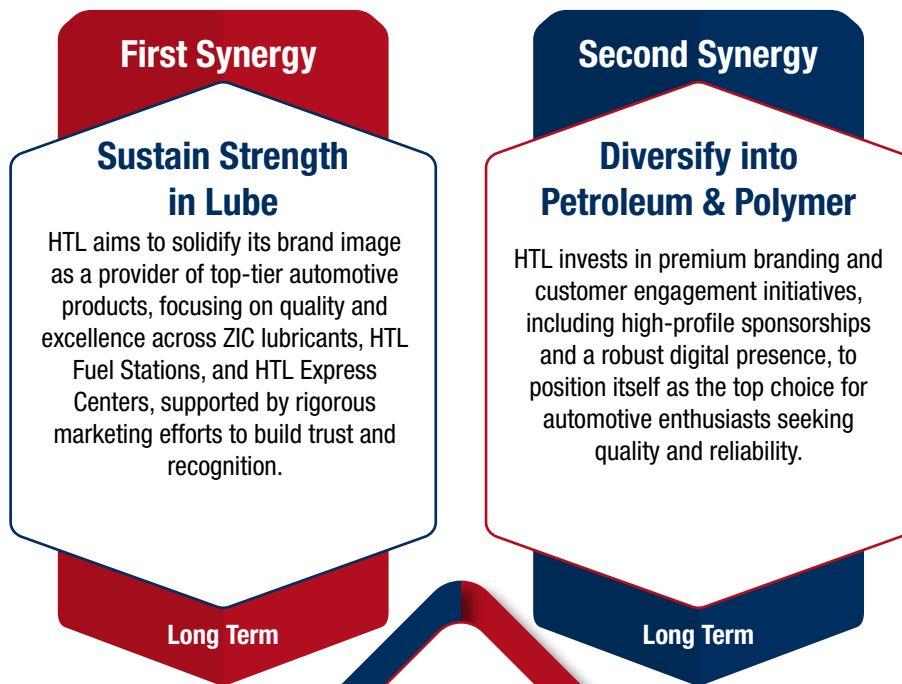 First Synergy
Sustain Strength
in Lube
HTL aims to solidify its brand image
as a provider of top-tier automotive
products, focusing on quality and
excellence across ZIC lubricants, HTL
Fuel Stations, and HTL Express
Centers, supported by rigorous
marketing efforts to build trust and
recognition.
Long Term
Second Synergy
Diversify into
Petroleum & Polymer
HTL invests in premium branding and
customer engagement initiatives,
including high-profile sponsorships
and a robust digital presence, to
position itself as the top choice for
automotive enthusiasts seeking
quality and reliability.
Long Term